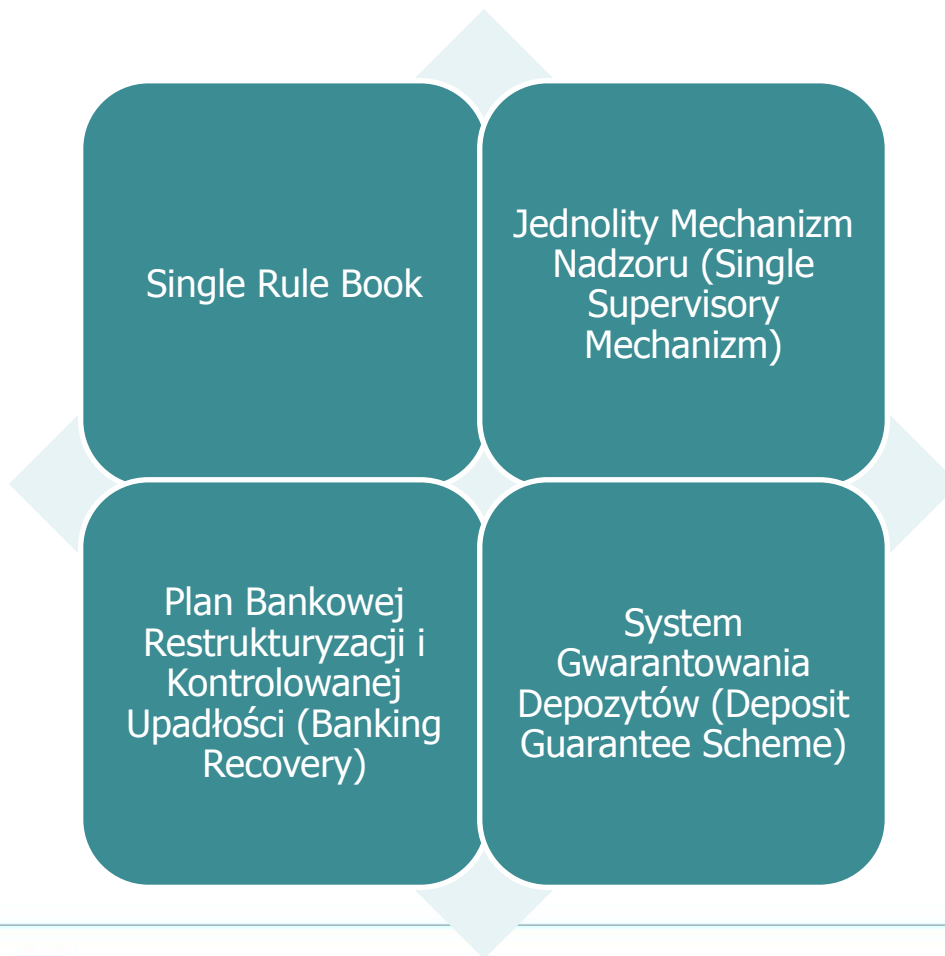 Single Rule Book
Jednolity Mechanizm
Nadzoru (Single
Supervisory
Mechanizm)
Plan Bankowej
Restrukturyzacji i
Kontrolowanej
Upadłości (Banking
Recovery)
System
Gwarantowania
Depozytów (Deposit
Guarantee Scheme)